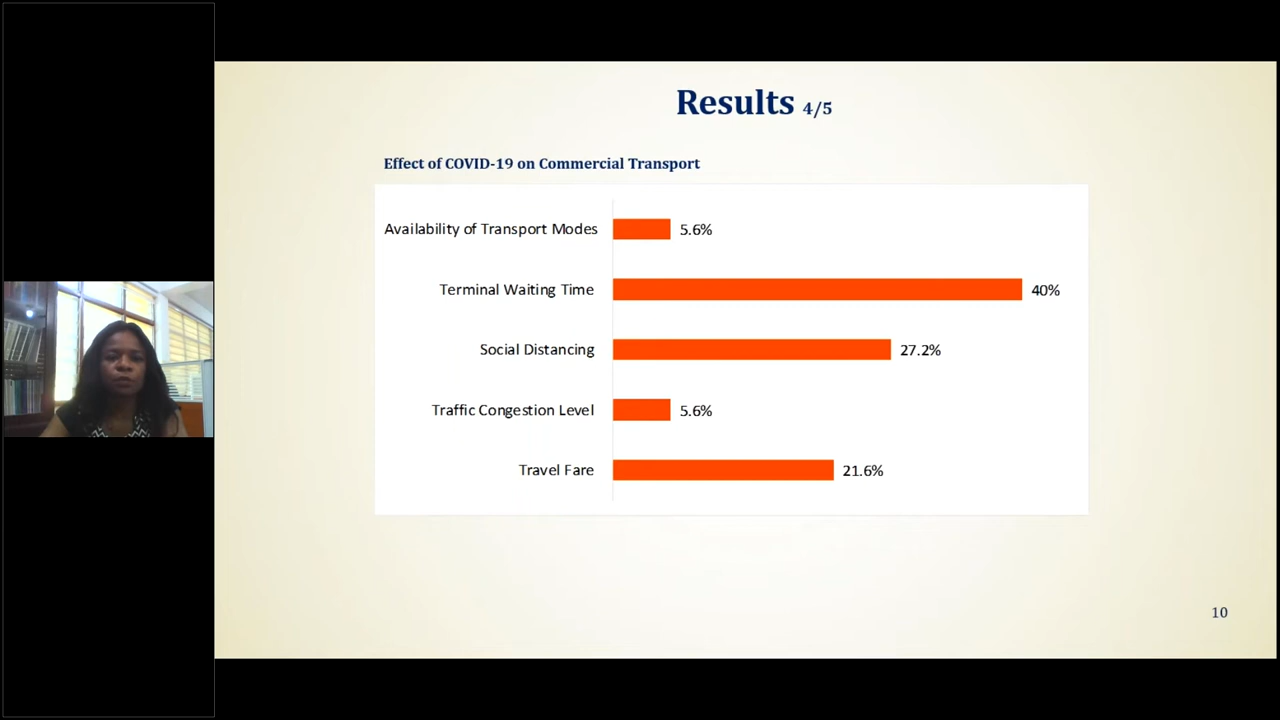 Results 4/5
Effect of COVID-19 on Commercial Transport
Availability of Transport Modes 5.6%
Terminal Waiting Time 40%
Social Distancing 27.2%
Traffic Congestion Level 5.6%
Travel Fare 21.6%
10